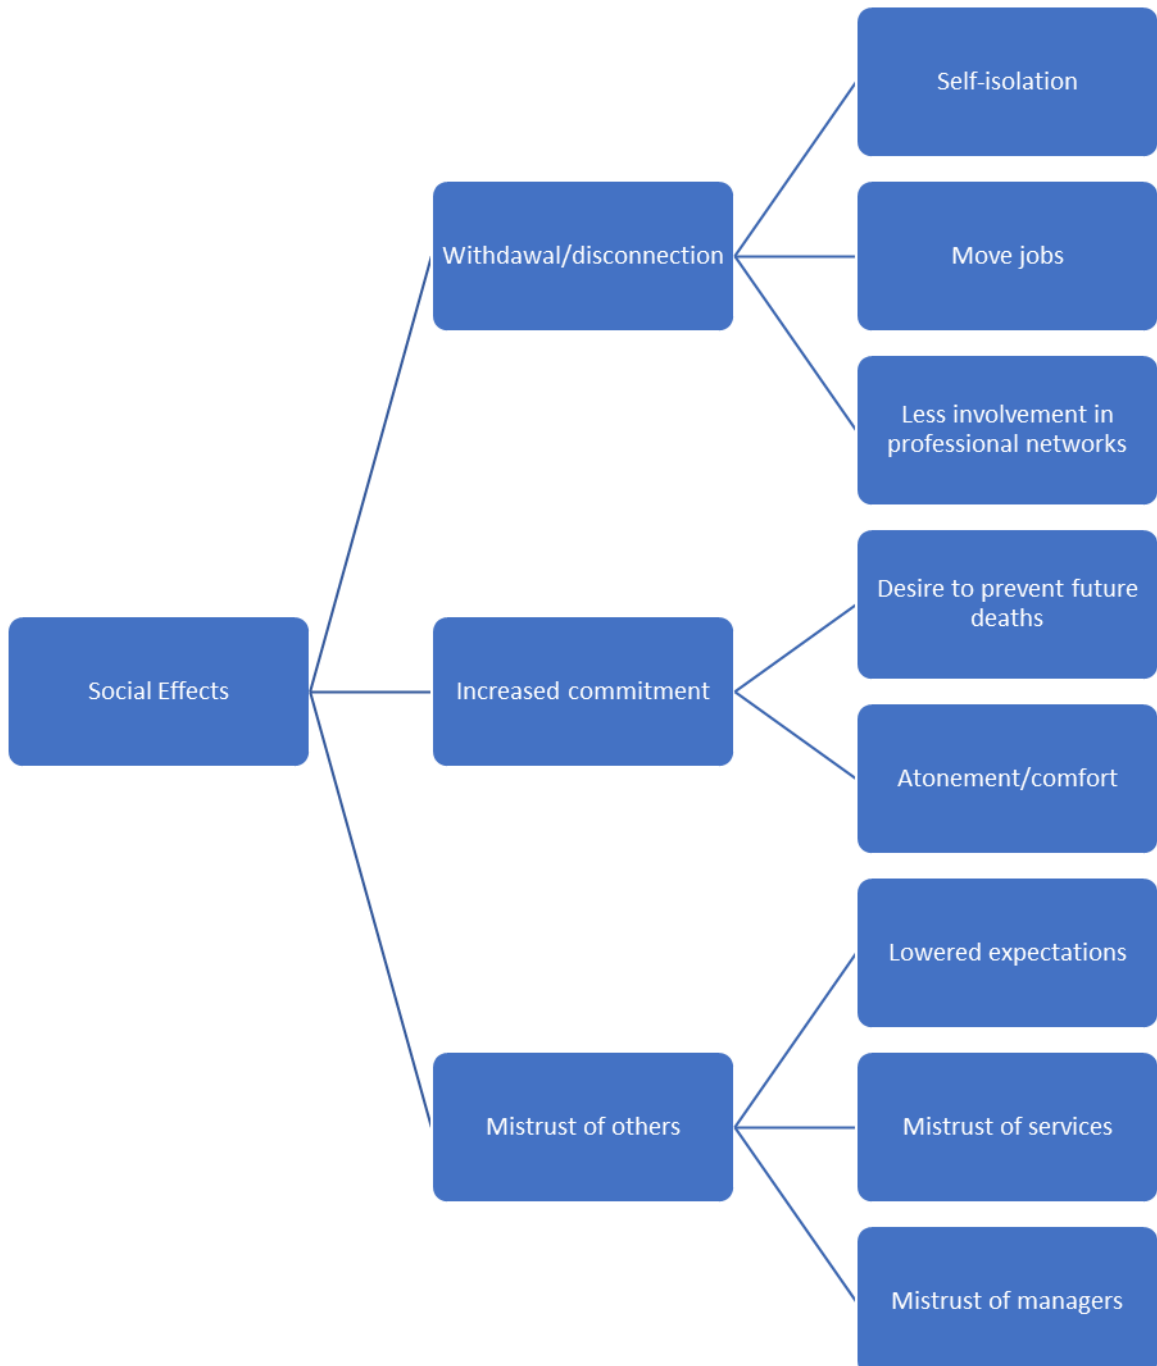 Social Effects
Withdawal/disconnection
Self-isolation
Move jobs
Less involvement in
professional networks
Increased commitment
Desire to prevent future
deaths
Atonement/comfort
Mistrust of others
Lowered expectations
Mistrust of services
Mistrust of managers